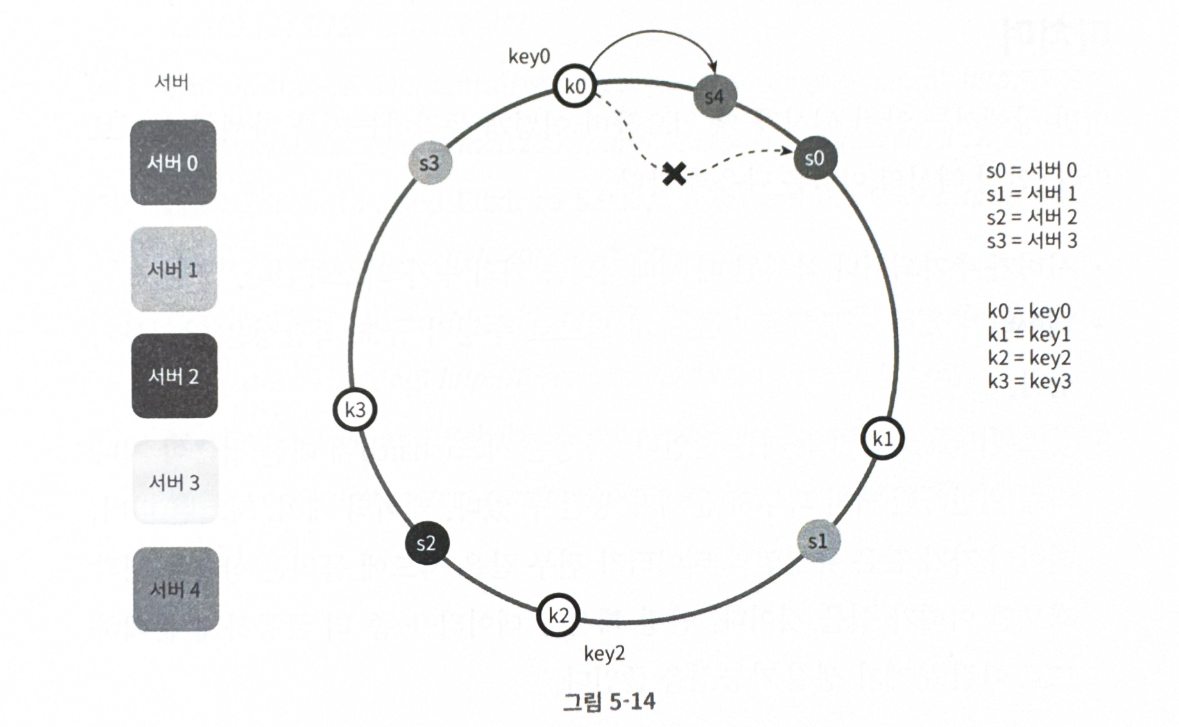 서버
서버 0
서버 1
서버 2
서버 3
서버 4
key0
k0
s4
s3
s0
k3
k1
s2
s1
k2
key2
s0 = 서버 0
s1 = 서버 1
s2 = 서버 2
s3 = 서버 3
k0 = key0
k1 = key1
k2 = key2
k3 = key3
그림 5-14